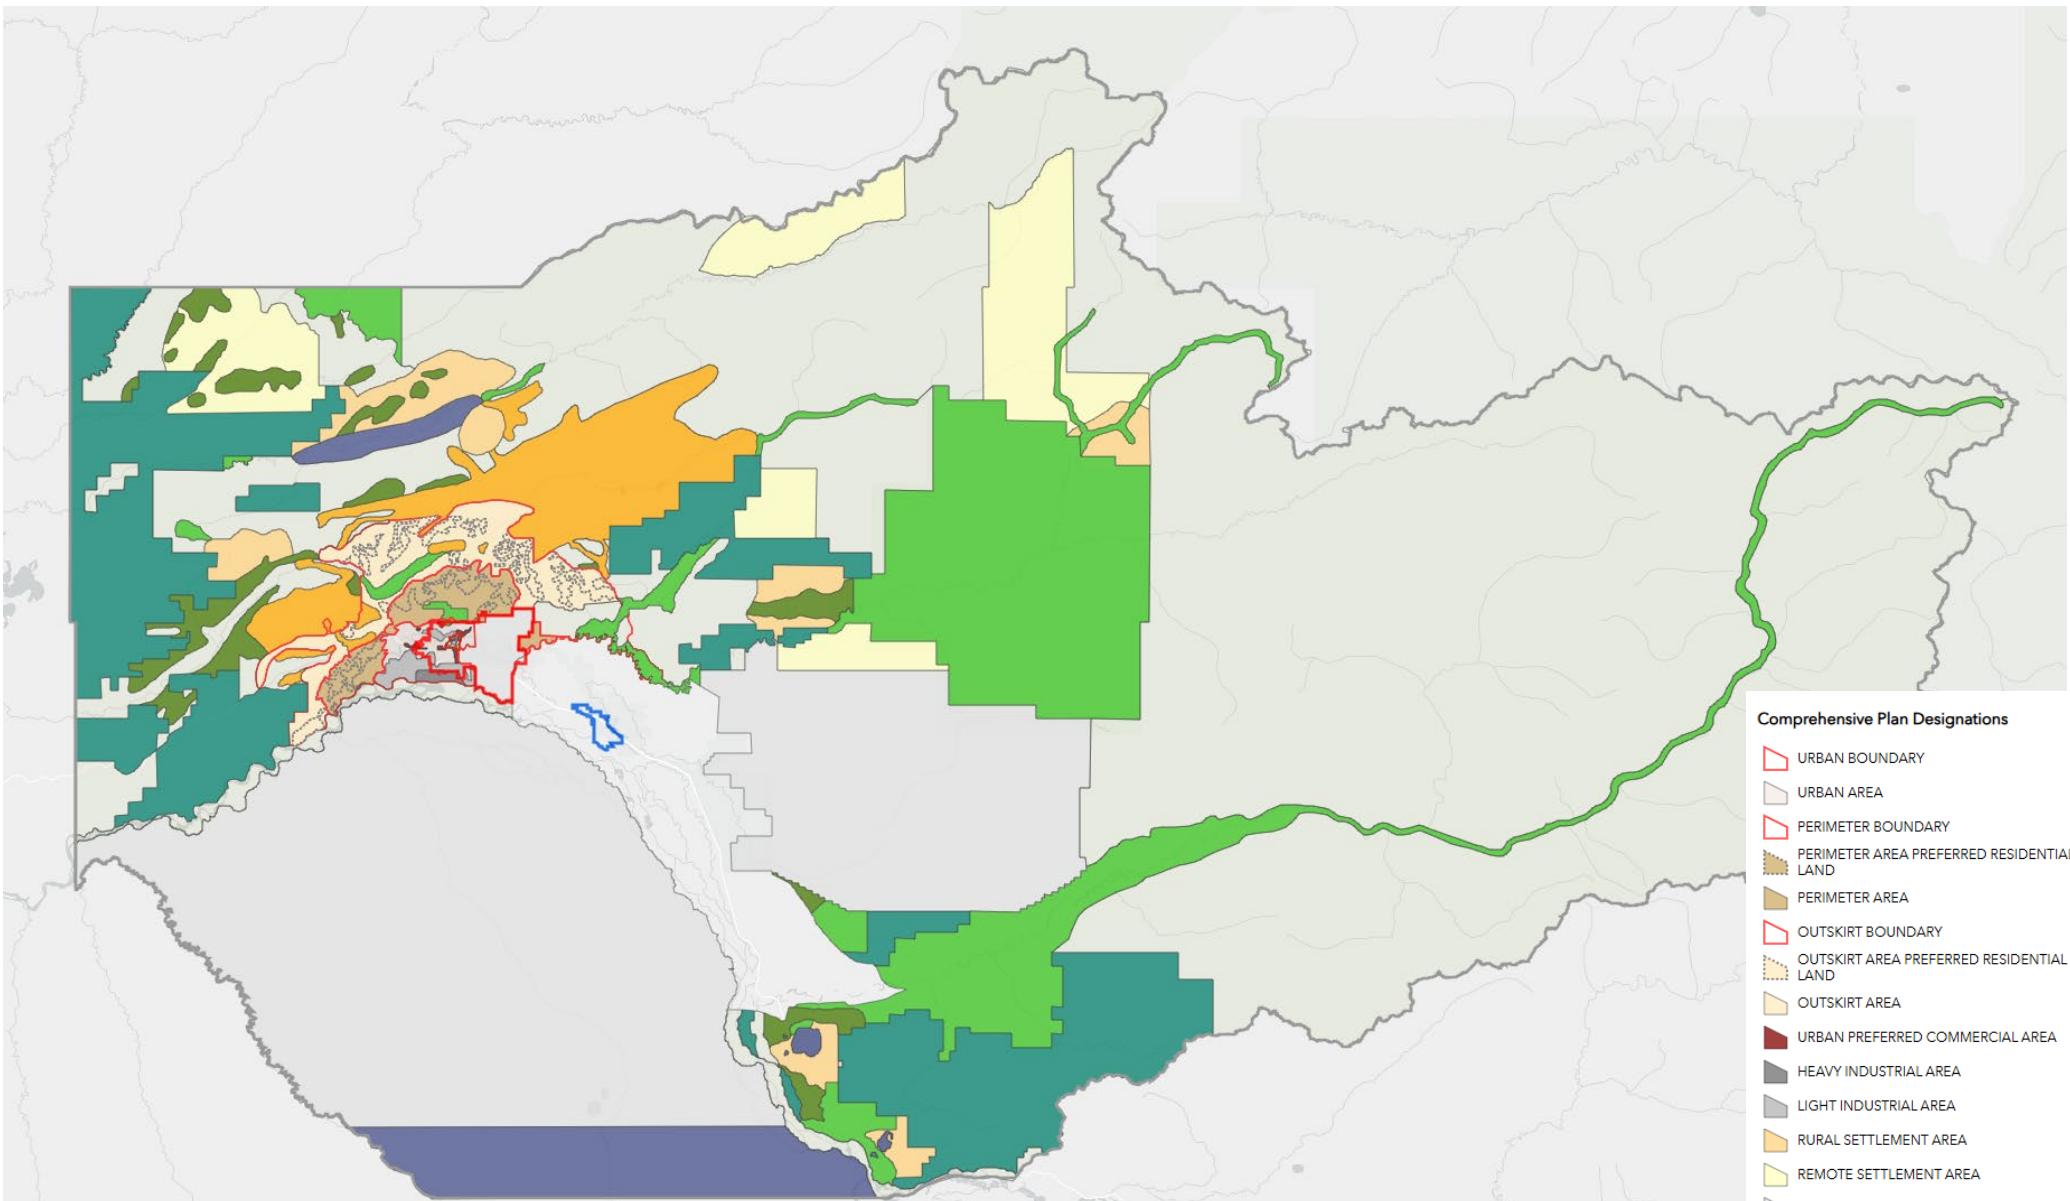 Comprehensive Plan Designations
URBAN BOUNDARY
URBAN AREA
PERIMETER BOUNDARY
PERIMETER AREA PREFERRED RESIDENTIAL
LAND
PERIMETER AREA
OUTSKIRT BOUNDARY
OUTSKIRT AREA PREFERRED RESIDENTIAL
LAND
OUTSKIRT AREA
URBAN PREFERRED COMMERCIAL AREA
HEAVY INDUSTRIAL AREA
LIGHT INDUSTRIAL AREA
RURAL SETTLEMENT AREA
REMOTE SETTLEMENT AREA